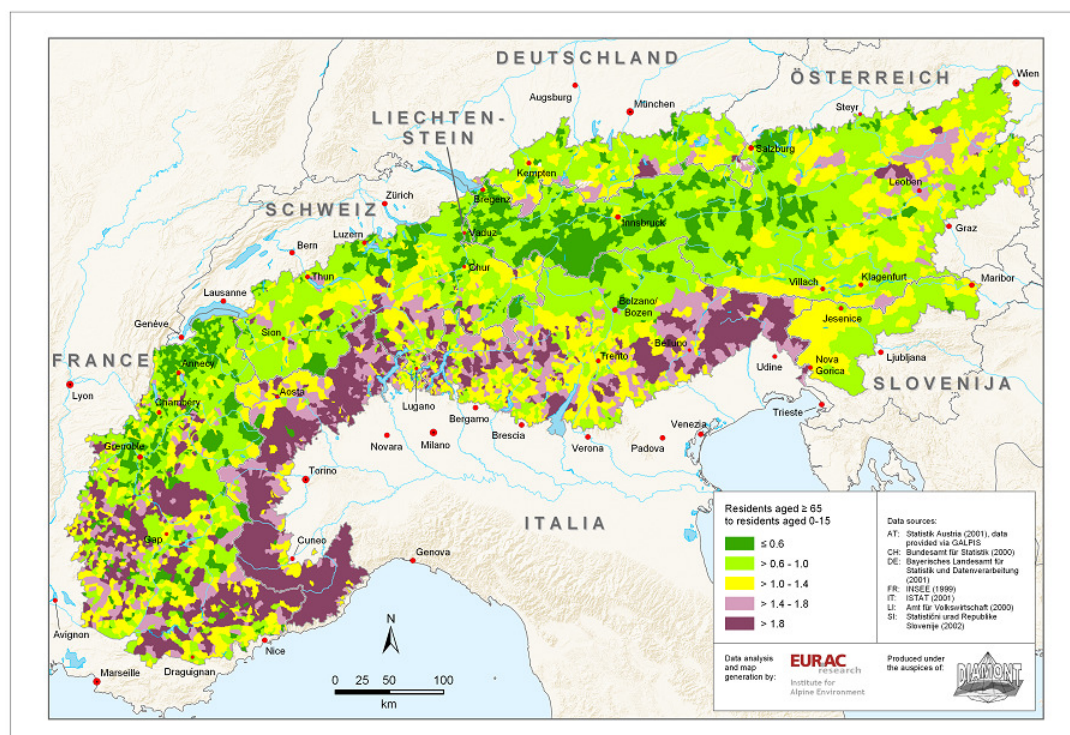 DEUTSCHLAND
ÖSTERREICH
Wien
Augsburg
München
Steyr
LIECHTEN-
STEIN
Salzburg
Kempten
Leoben
Zürich
Bregenz
SCHWEIZ
Innsbruck
Luzern
Vaduz
Graz
Bern
Chur
Thun
Villach
Klagenfurt
Maribor
Lausanne
Bolzano/
Bozen
Jesenice
Sion
Genève
Belluno
Ljubljana
FRANCE
Annecy
Trento
Nova
Gorica
Udine
SLOVENIJA
Lyon
Aosta
Chambéry
Lugano
Trieste
Bergamo
Brescia
Venezia
Novara
Milano
Verona
Padova
Grenoble
Torino
ITALIA
Gap
Cuneo
Genova
Avignon
Nice
Marseille
Draguignan
N
0
25
50
100
km
Residents aged ≥ 65
to residents aged 0-15
≤ 0.6
> 0.6 - 1.0
> 1.0 - 1.4
> 1.4 - 1.8
> 1.8
Data sources:
AT: Statistik Austria (2001), data
provided via GALPIS
CH: Bundesamt für Statistik (2000)
DE: Bayerisches Landesamt für
Statistik und Datenverarbeitung
(2001)
FR: INSEE (1999)
IT: ISTAT (2001)
LI: Amt für Volkswirtschaft (2000)
SI: Statistični urad Republike
Slovenije (2002)
Data analysis
and map
generation by:
EURAC
research
Institute for
Alpine Environment
Produced under
the auspices of:
DIAMONT